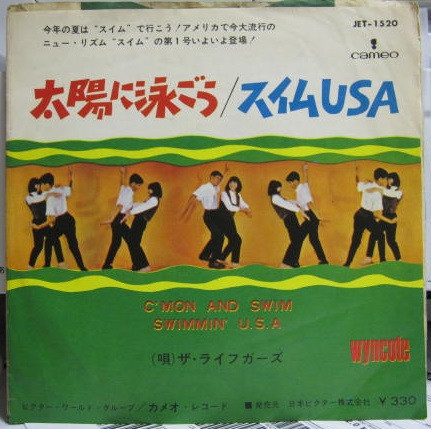 今年の夏は“スイム”で行こう！アメリカで今大流行の
ニュー・リズム“スイム”の第1号いよいよ登場！
JET-1520
cameo
太陽に泳ごう/スイムUSA
C'MON AND SWIM
SWIMMIN' U.S.A
(唄)ザ・ライフガーズ
wyncote
ビクター・ワールド・グループ/カメオ・レコード
■発売元 日本ビクター株式会社 ¥330